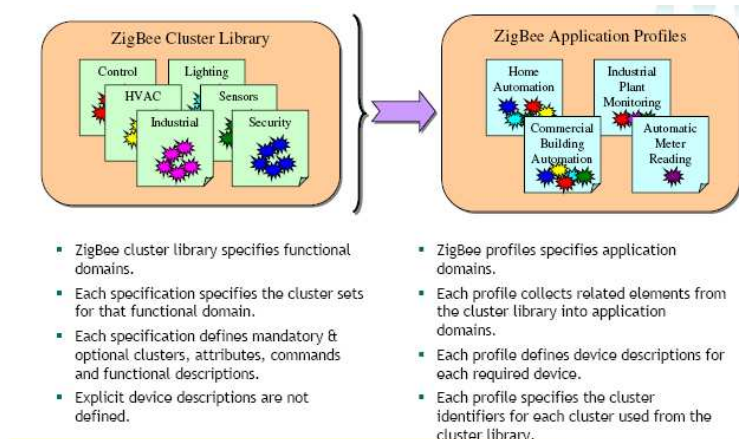 ZigBee Cluster Library
Control
Lighting
HVAC
Sensors
Industrial
Security
ZigBee Application Profiles
Home
Automation
Industrial
Plant
Monitoring
Commercial
Building
Automation
Automatic
Meter
Reading
ZigBee cluster library specifies functional
domains.
Each specification specifies the cluster sets
for that functional domain.
Each specification defines mandatory &
optional clusters, attributes, commands
and functional descriptions.
Explicit device descriptions are not
defined.
ZigBee profiles specifies application
domains.
Each profile collects related elements from
the cluster library into application
domains.
Each profile defines device descriptions for
each required device.
Each profile specifies the cluster
identifiers for each cluster used from the
cluster library.